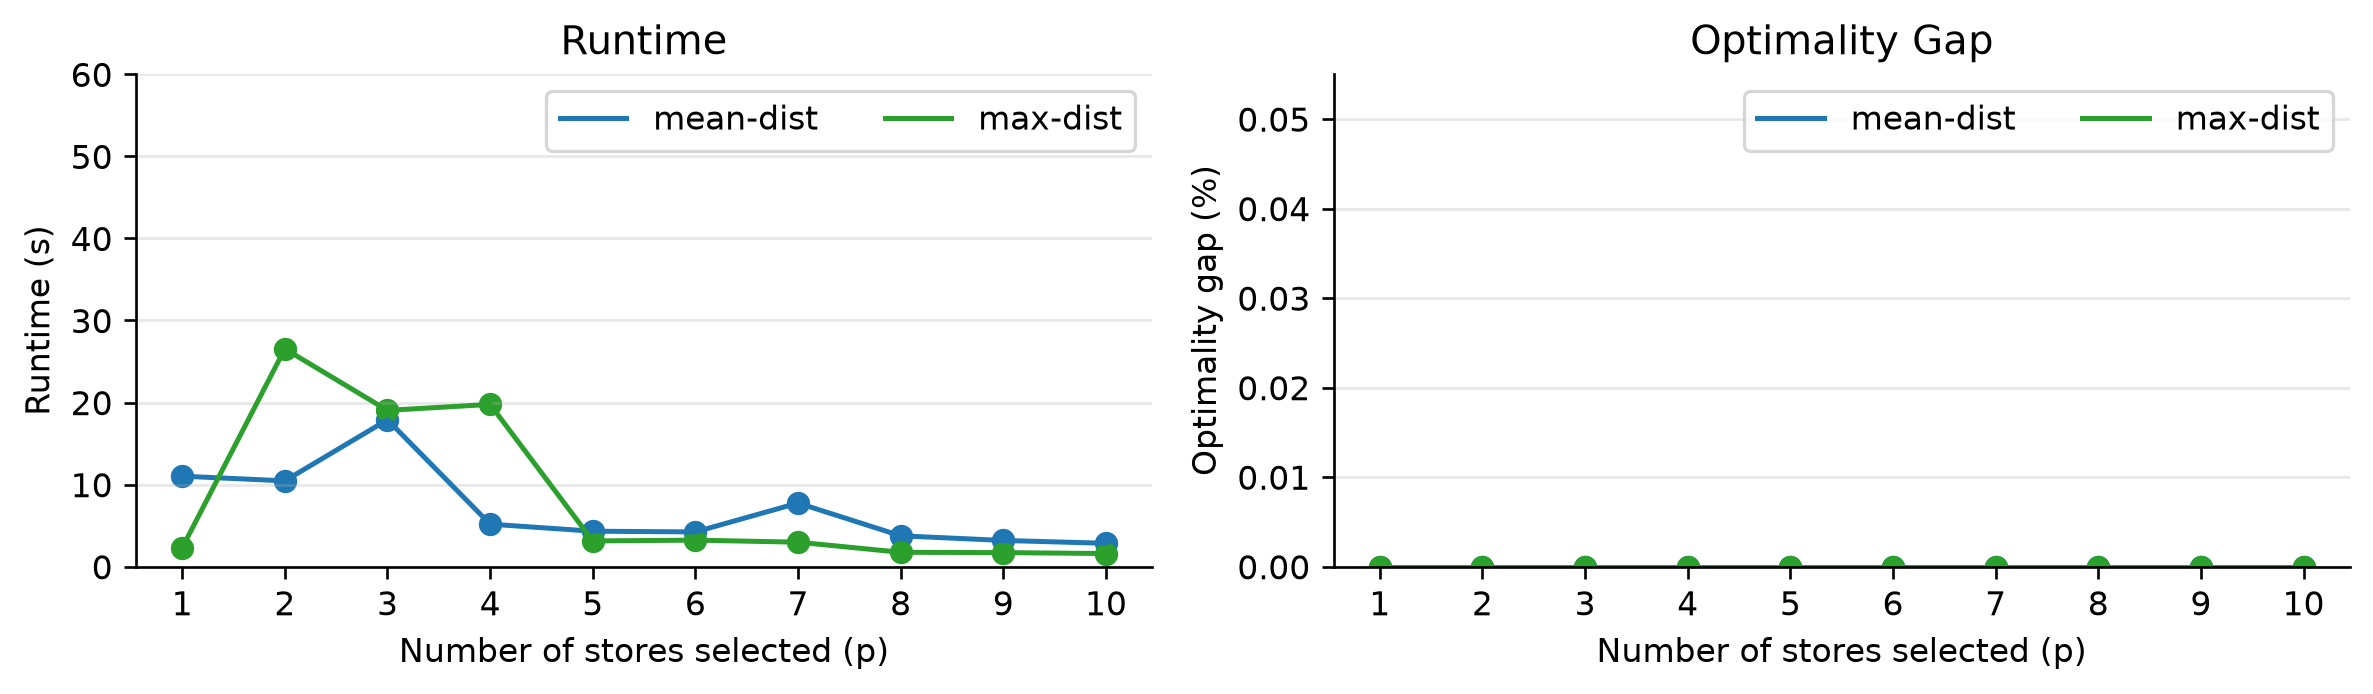 Runtime
60
50
40
30
20
10
0
Runtime (s)
mean-dist max-dist
1 2 3 4 5 6 7 8 9 10
Number of stores selected (p)
Optimality Gap
0.05
0.04
0.03
0.02
0.01
0.00
Optimality gap (%)
mean-dist max-dist
1 2 3 4 5 6 7 8 9 10
Number of stores selected (p)